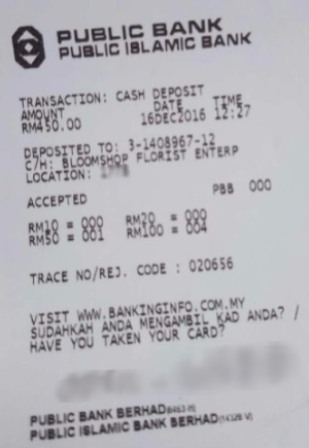 PUBLIC BANK
PUBLIC ISLAMIC BANK
TRANSACTION: CASH DEPOSIT
AMOUNT DATE TIME
RM450.00 16DEC2016 12:27
DEPOSITED TO: 3-1408967-12
C/H: BLOOMSHOP FLORIST ENTERP
LOCATION:
ACCEPTED PBB 000
RM10 = 000 RM20 = 000
RM50 = 001 RM100 = 004
TRACE NO/REJ. CODE : 020656
VISIT WWW.BANKINGINFO.COM.MY
SUDAHKAH ANDA MENGAMBIL KAD ANDA? /
HAVE YOU TAKEN YOUR CARD?
PUBLIC BANK BERHAD(6463-H)
PUBLIC ISLAMIC BANK BERHAD(14328-V)